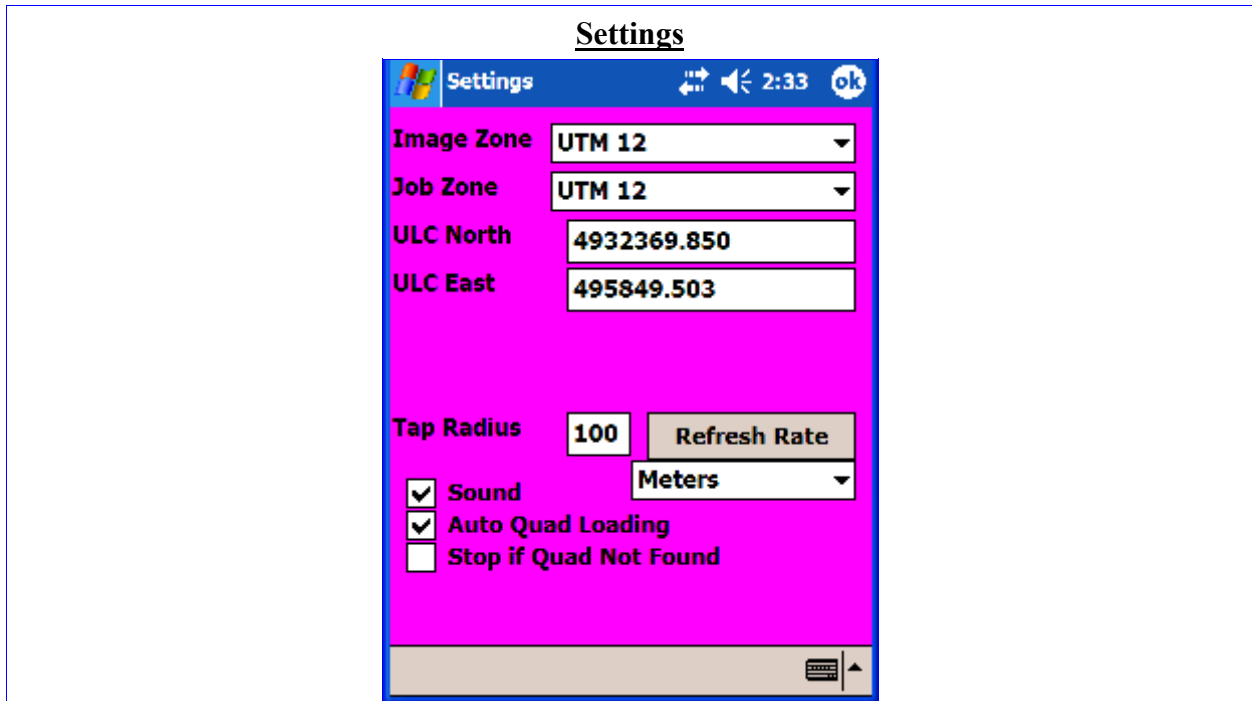 Settings
Settings 2:33 ok
Image Zone UTM 12
Job Zone UTM 12
ULC North 4932369.850
ULC East 495849.503
Tap Radius 100 Refresh Rate
Meters
Sound
Auto Quad Loading
Stop if Quad Not Found